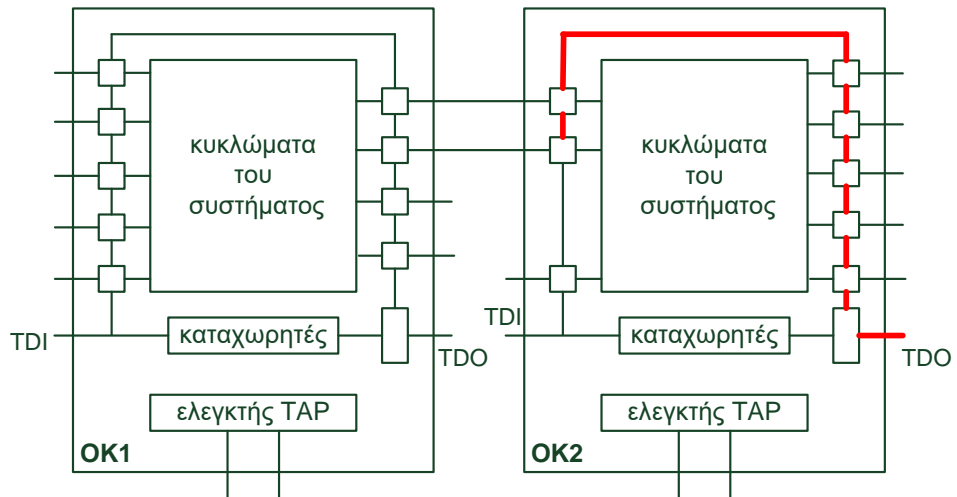 κυκλώματα
του
συστήματος
TDI
καταχωρητές
TDO
ελεγκτής TAP
OK1
κυκλώματα
του
συστήματος
TDI
καταχωρητές
TDO
ελεγκτής TAP
OK2